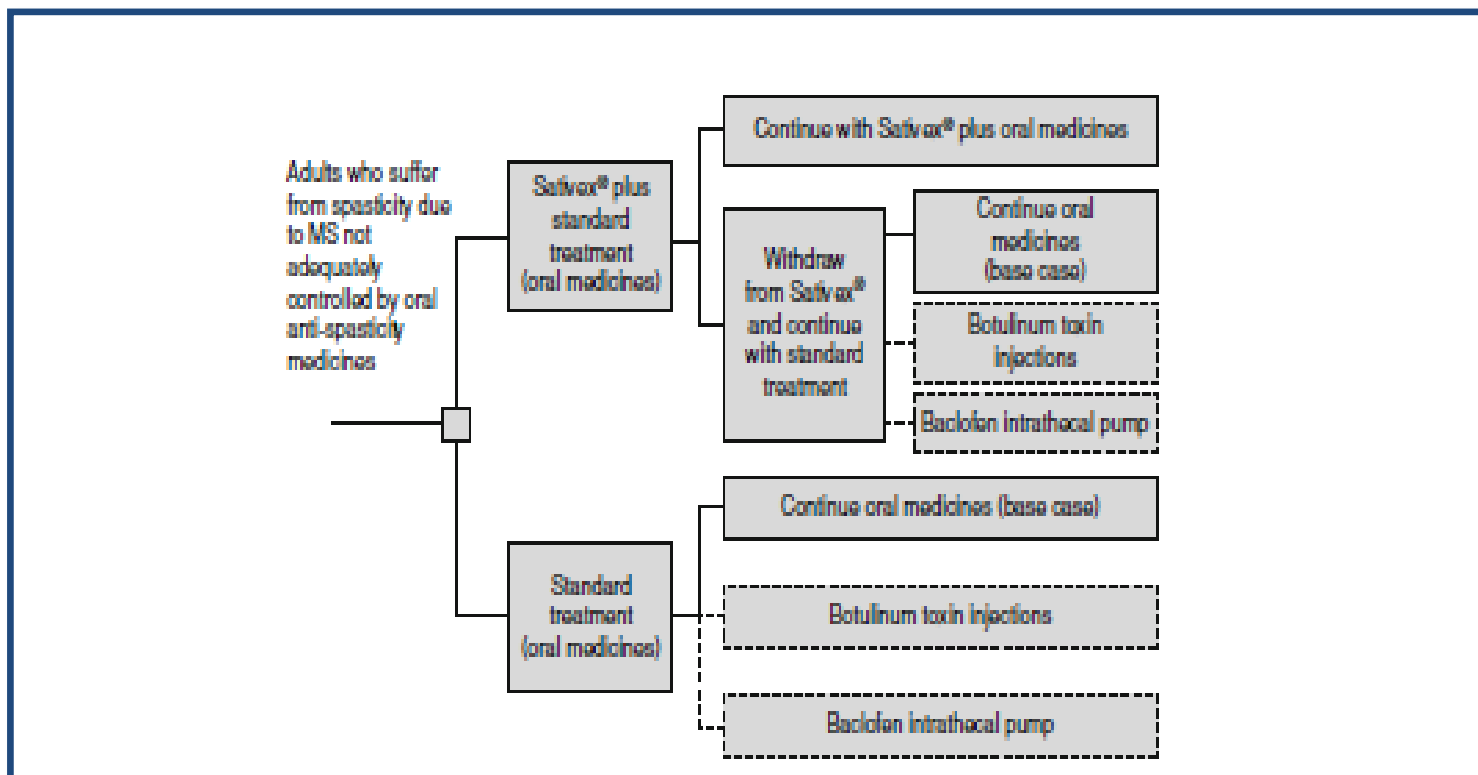 Adults who suffer
from spasticity due
to MS not
adequately
controlled by oral
anti-spasticity
medicines
Sativex® plus
standard
treatment
(oral medicines)
Continue with Sativex® plus oral medicines
Withdraw
from Sativex®
and continue
with standard
treatment
Continue oral
medicines
(base case)
Botulinum toxin
injections
Baclofen intrathecal pump
Standard
treatment
(oral medicines)
Continue oral medicines (base case)
Botulinum toxin injections
Baclofen intrathecal pump